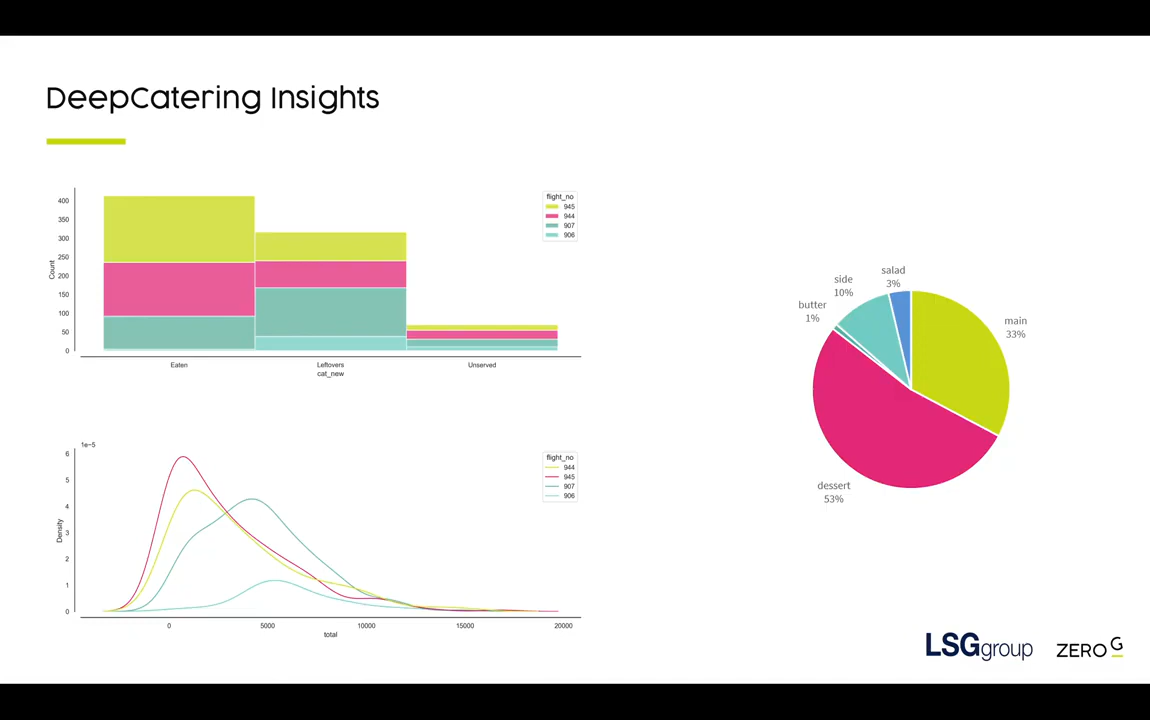 DeepCatering Insights
flight_no
945
944
907
906
400
350
300
250
200
150
100
50
0
Count
Eaten Leftovers Unserved
cat_new
salad
3%
side
10%
butter
1%
main
33%
dessert
53%
1e−5
flight_no
944
945
907
906
6
5
4
3
2
1
0
Density
0 5000 10000 15000 20000
total
LSGgroup ZERO G